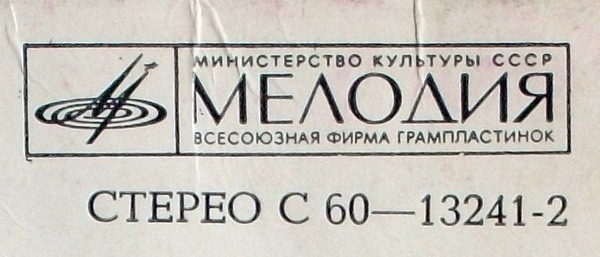 МИНИСТЕРСТВО КУЛЬТУРЫ СССР
МЕЛОДИЯ
ВСЕСОЮЗНАЯ ФИРМА ГРАМПЛАСТИНОК
СТЕРЕО С 60—13241-2